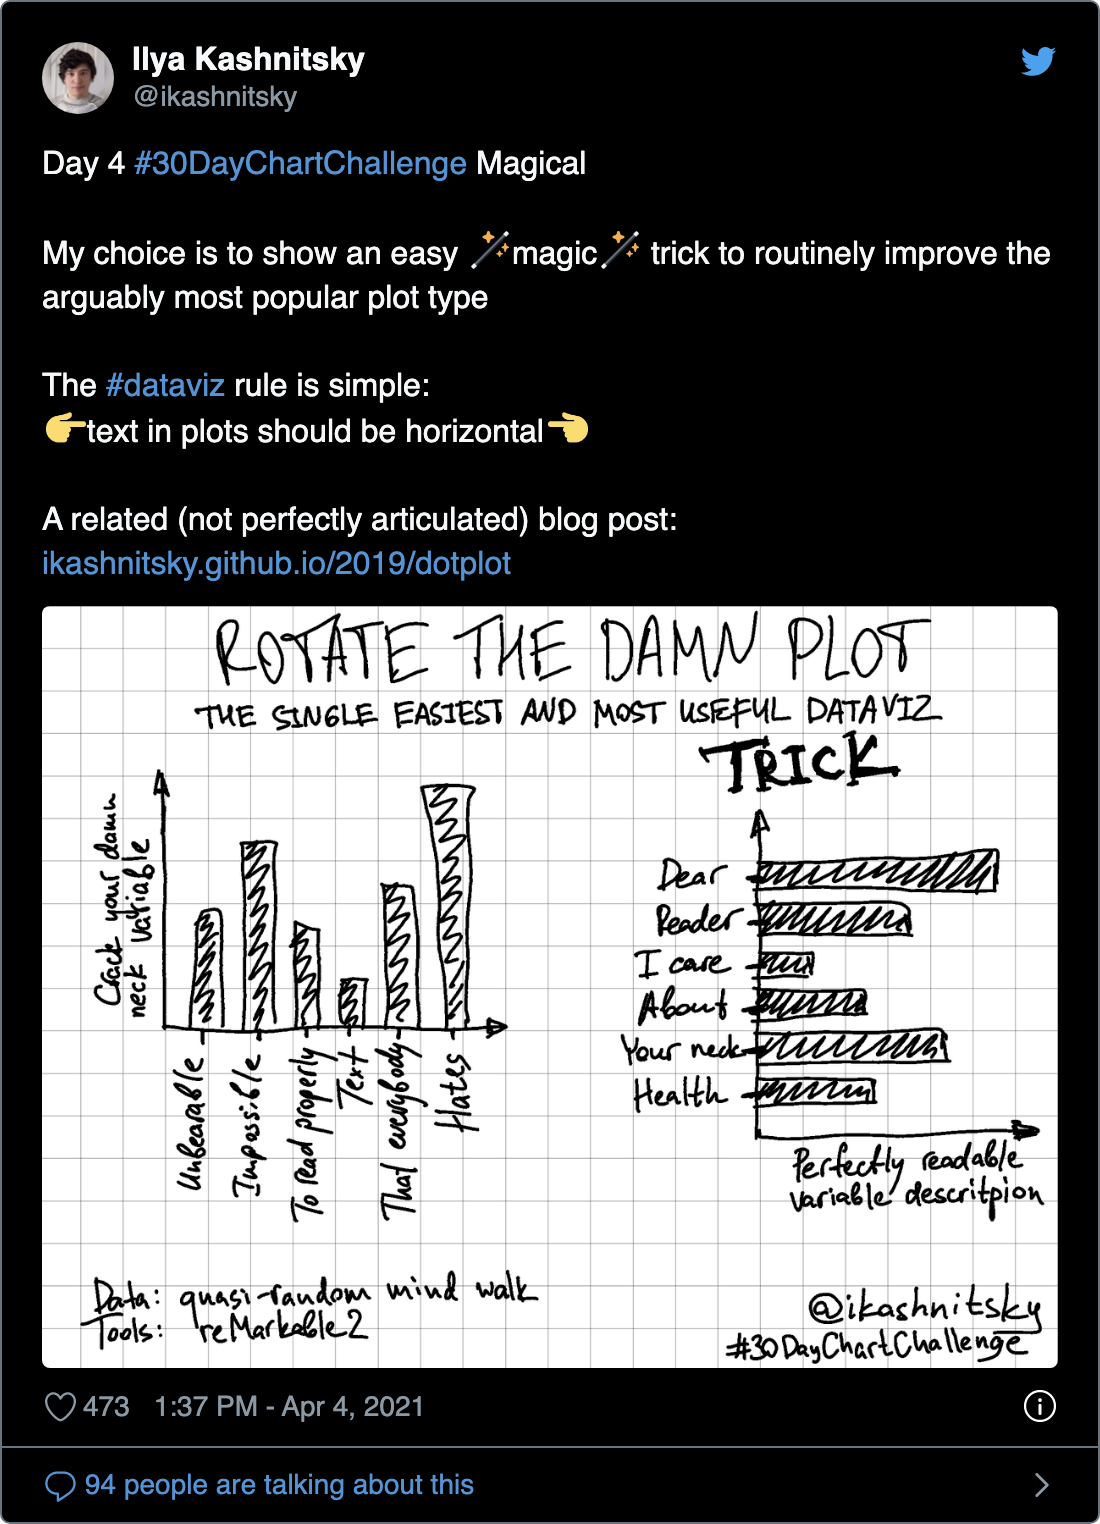 Ilya Kashnitsky
@ikashnitsky
Day 4 #30DayChartChallenge Magical
My choice is to show an easy 🪄magic🪄 trick to routinely improve the
arguably most popular plot type
The #dataviz rule is simple:
👉text in plots should be horizontal👈
A related (not perfectly articulated) blog post:
ikashnitsky.github.io/2019/dotplot
ROTATE THE DAMN PLOT
THE SINGLE EASIEST AND MOST USEFUL DATAVIZ
TRICK
Crack your damn
neck variable
Unbearable
Impossible
To read properly
Text
That everybody
Hates
Dear
Reader
I care
About
Your neck
Health
Perfectly readable
variable descritpion
Data: quasi-random mind walk
Tools: reMarkable2
@ikashnitsky
#30DayChartChallenge
473 1:37 PM - Apr 4, 2021
94 people are talking about this